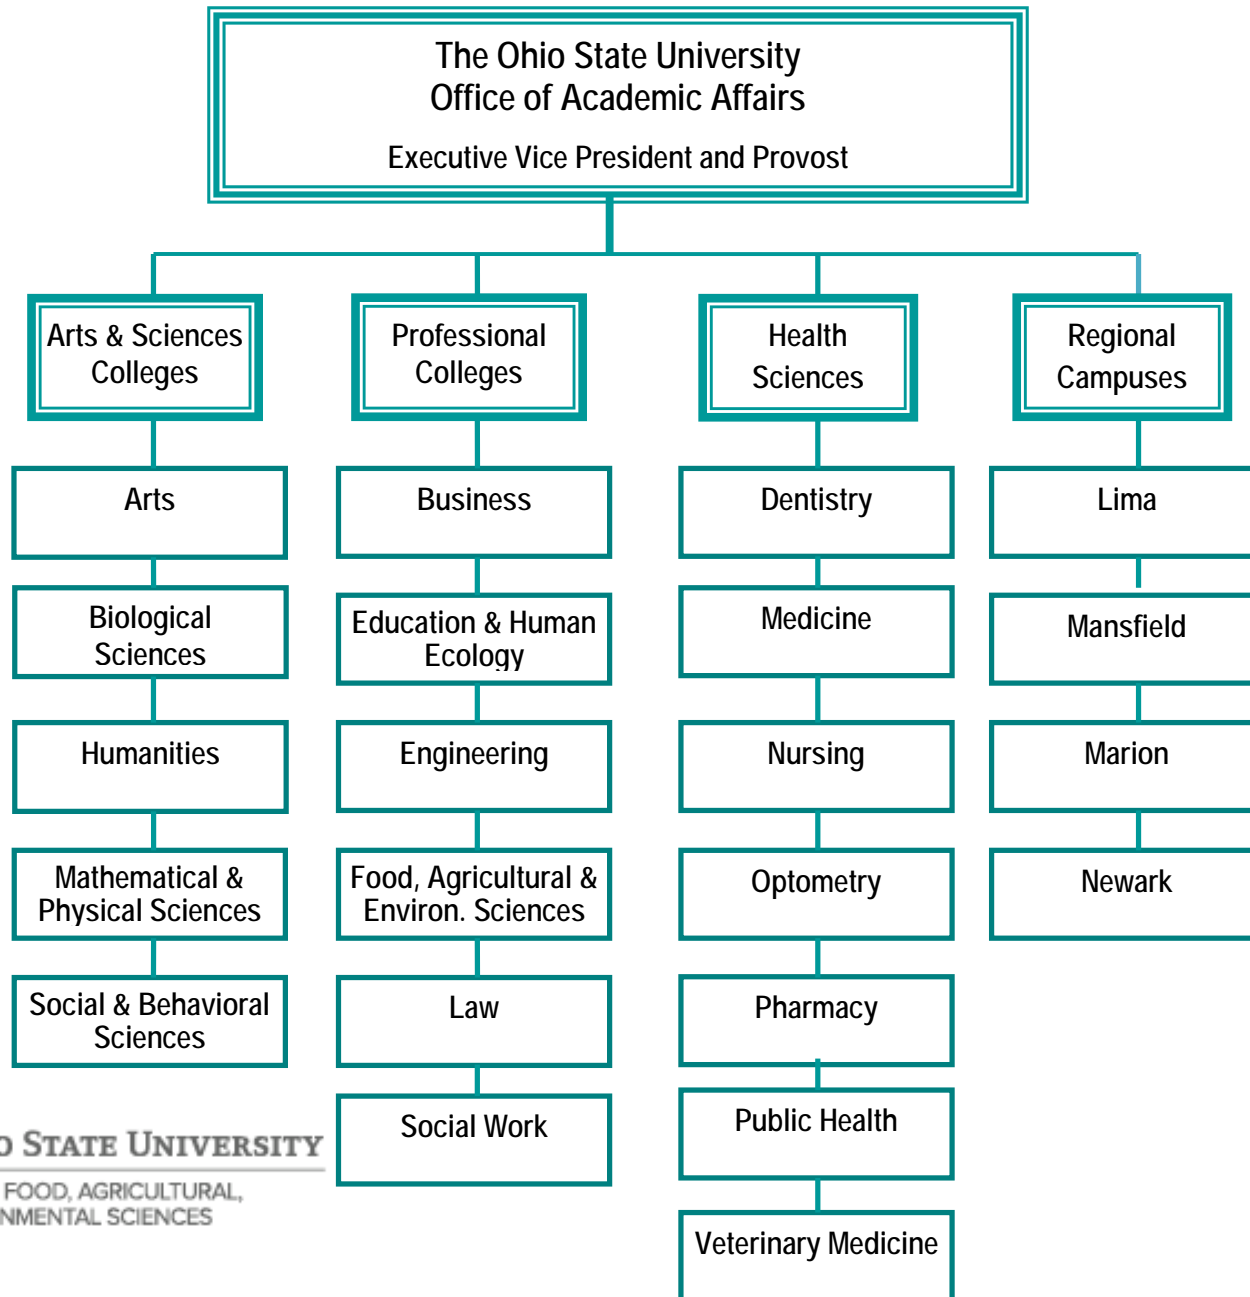 The Ohio State University
Office of Academic Affairs
Executive Vice President and Provost
Arts & Sciences
Colleges
Arts
Biological
Sciences
Humanities
Mathematical &
Physical Sciences
Social & Behavioral
Sciences
Professional
Colleges
Business
Education & Human
Ecology
Engineering
Food, Agricultural &
Environ. Sciences
Law
Social Work
Health
Sciences
Dentistry
Medicine
Nursing
Optometry
Pharmacy
Public Health
Veterinary Medicine
Regional
Campuses
Lima
Mansfield
Marion
Newark
STATE UNIVERSITY
FOOD, AGRICULTURAL,
SCIENCES